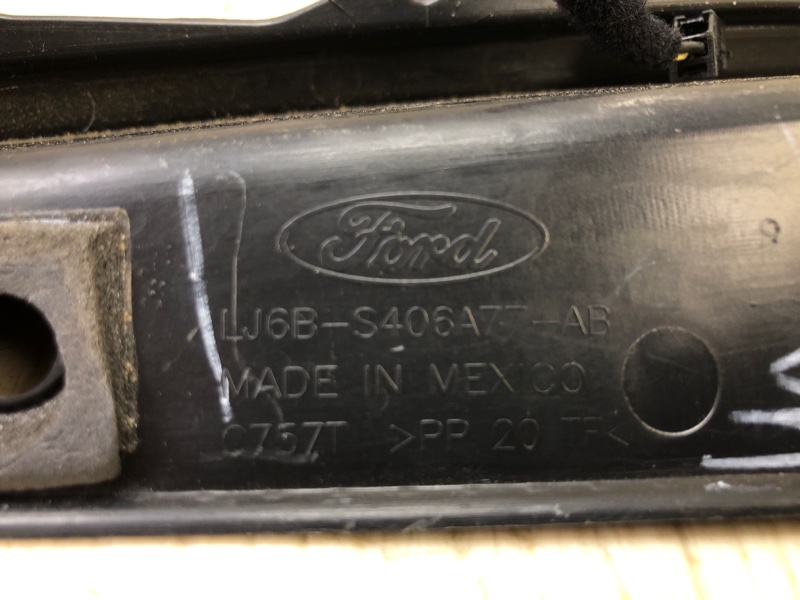 Ford
LJ6B-S406A77-AB
MADE IN MEXICO
C757T >PP 20 TF<